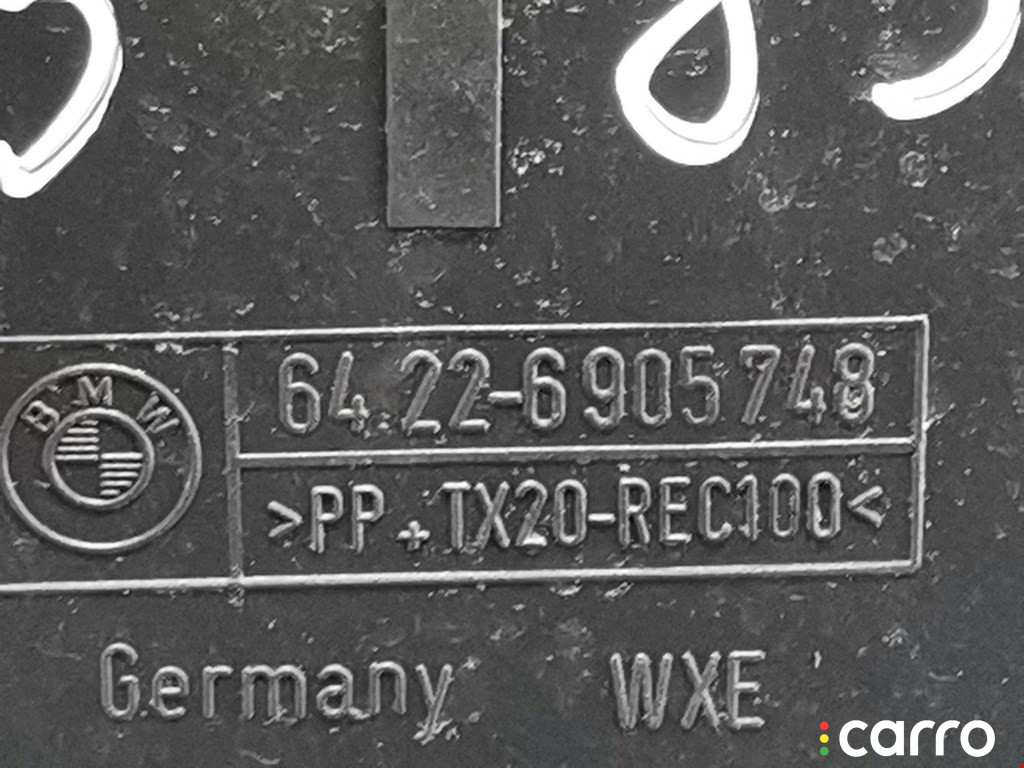 BMW
64.22-6905748
>PP+TX20-REC100<
Germany WXE
carro